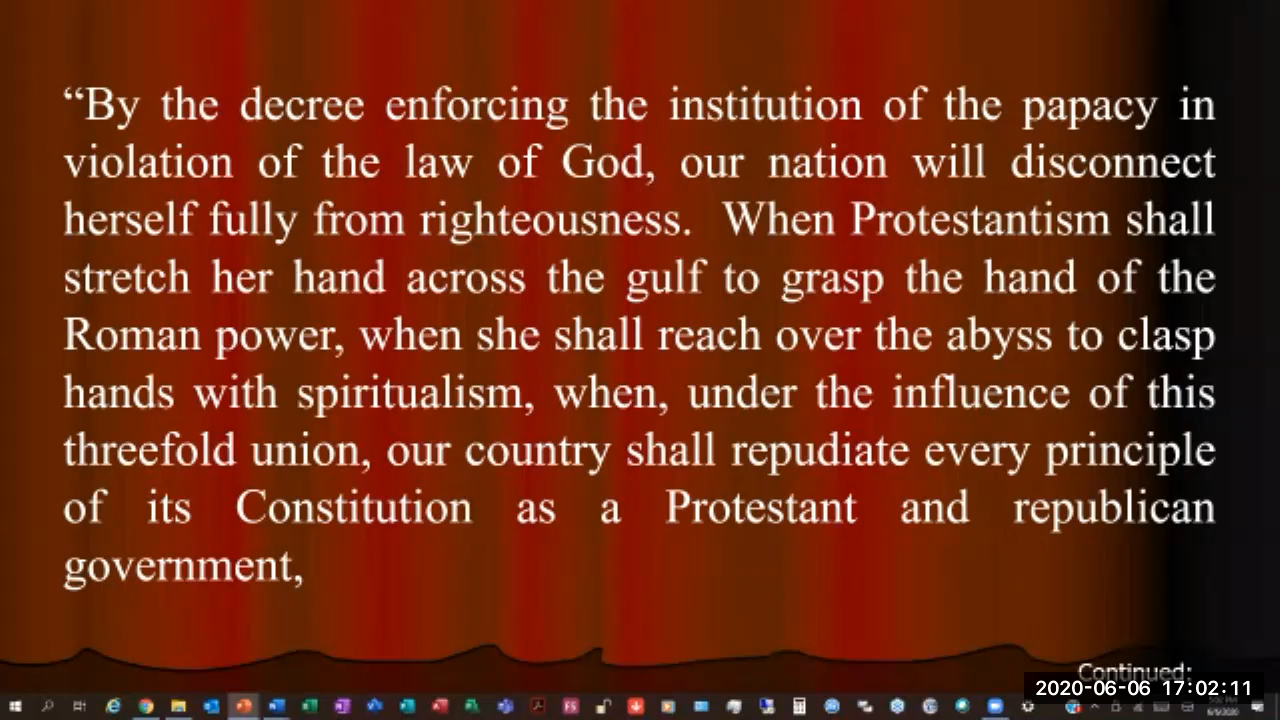 “By the decree enforcing the institution of the papacy in
violation of the law of God, our nation will disconnect
herself fully from righteousness. When Protestantism shall
stretch her hand across the gulf to grasp the hand of the
Roman power, when she shall reach over the abyss to clasp
hands with spiritualism, when, under the influence of this
threefold union, our country shall repudiate every principle
of its Constitution as a Protestant and republican
government,
Continued:
2020-06-06 17:02:11